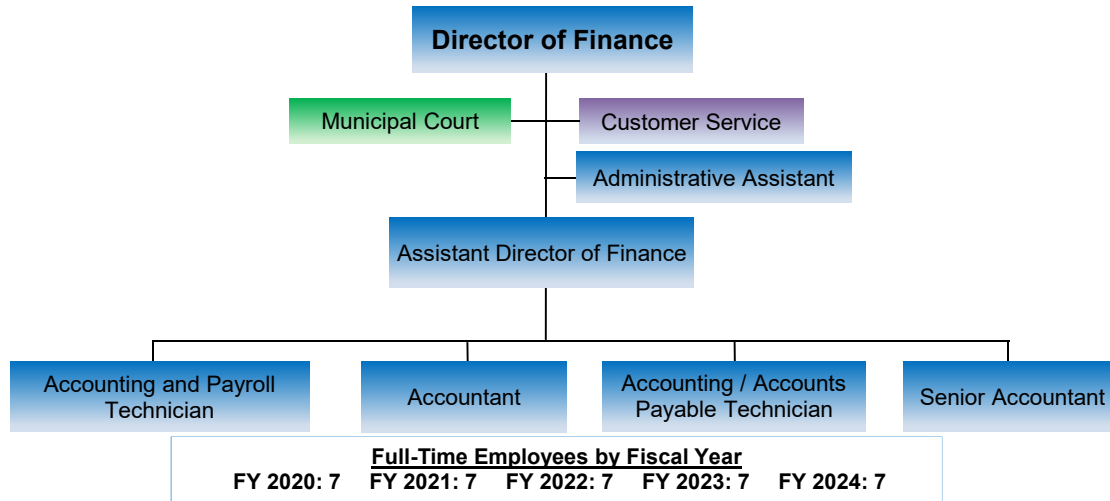 Director of Finance
Municipal Court
Customer Service
Administrative Assistant
Assistant Director of Finance
Accounting and Payroll
Technician
Accountant
Accounting / Accounts
Payable Technician
Senior Accountant
Full-Time Employees by Fiscal Year
FY 2020: 7 FY 2021: 7 FY 2022: 7 FY 2023: 7 FY 2024: 7